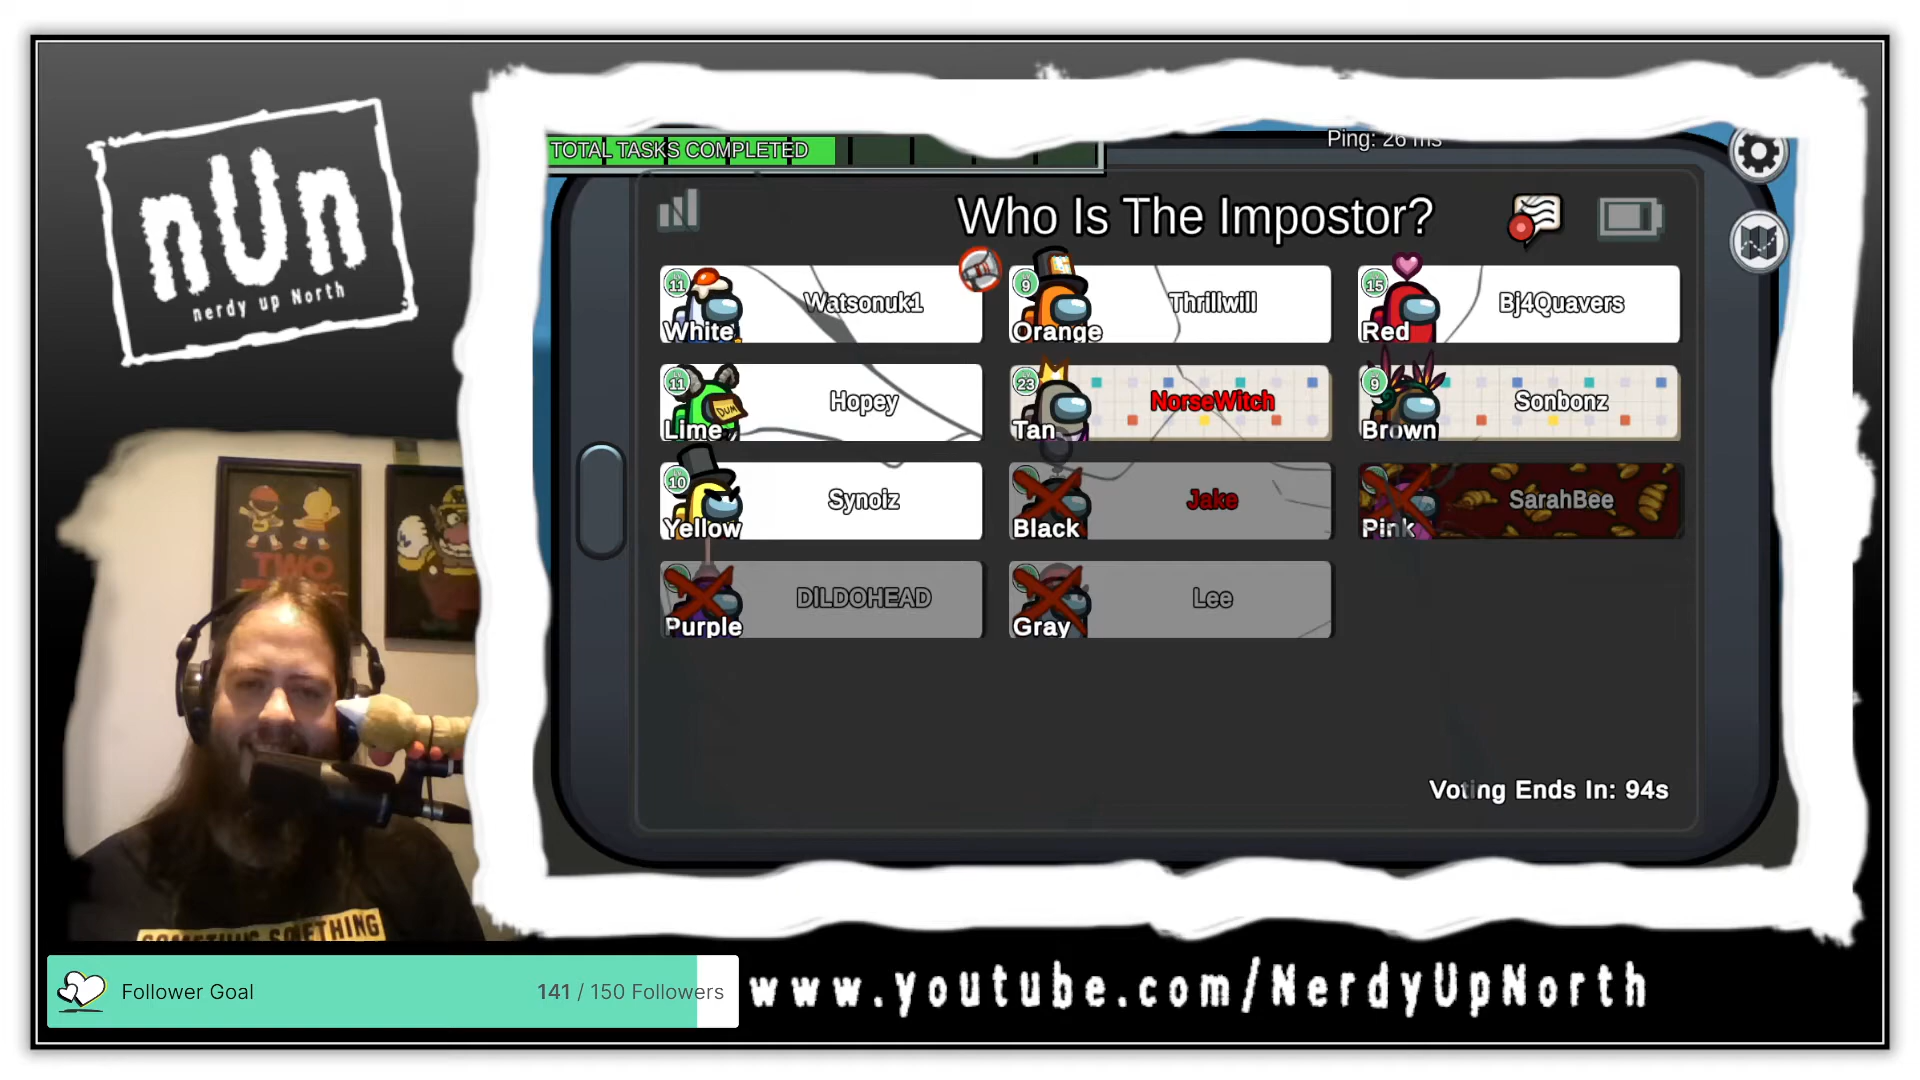 nUn
nerdy up North
TOTAL TASKS COMPLETED
Ping: 26 ms
Who Is The Impostor?
11
White
Watsonuk1
9
Orange
Thrillwill
15
Red
Bj4Quavers
11
Lime
DUM
Hopey
23
Tan
NorseWitch
9
Brown
Sonbonz
10
Yellow
Synoiz
Black
Jake
Pink
SarahBee
Purple
DILDOHEAD
Gray
Lee
Voting Ends In: 94s
TWO
Follower Goal
141 / 150 Followers
www.youtube.com/NerdyUpNorth